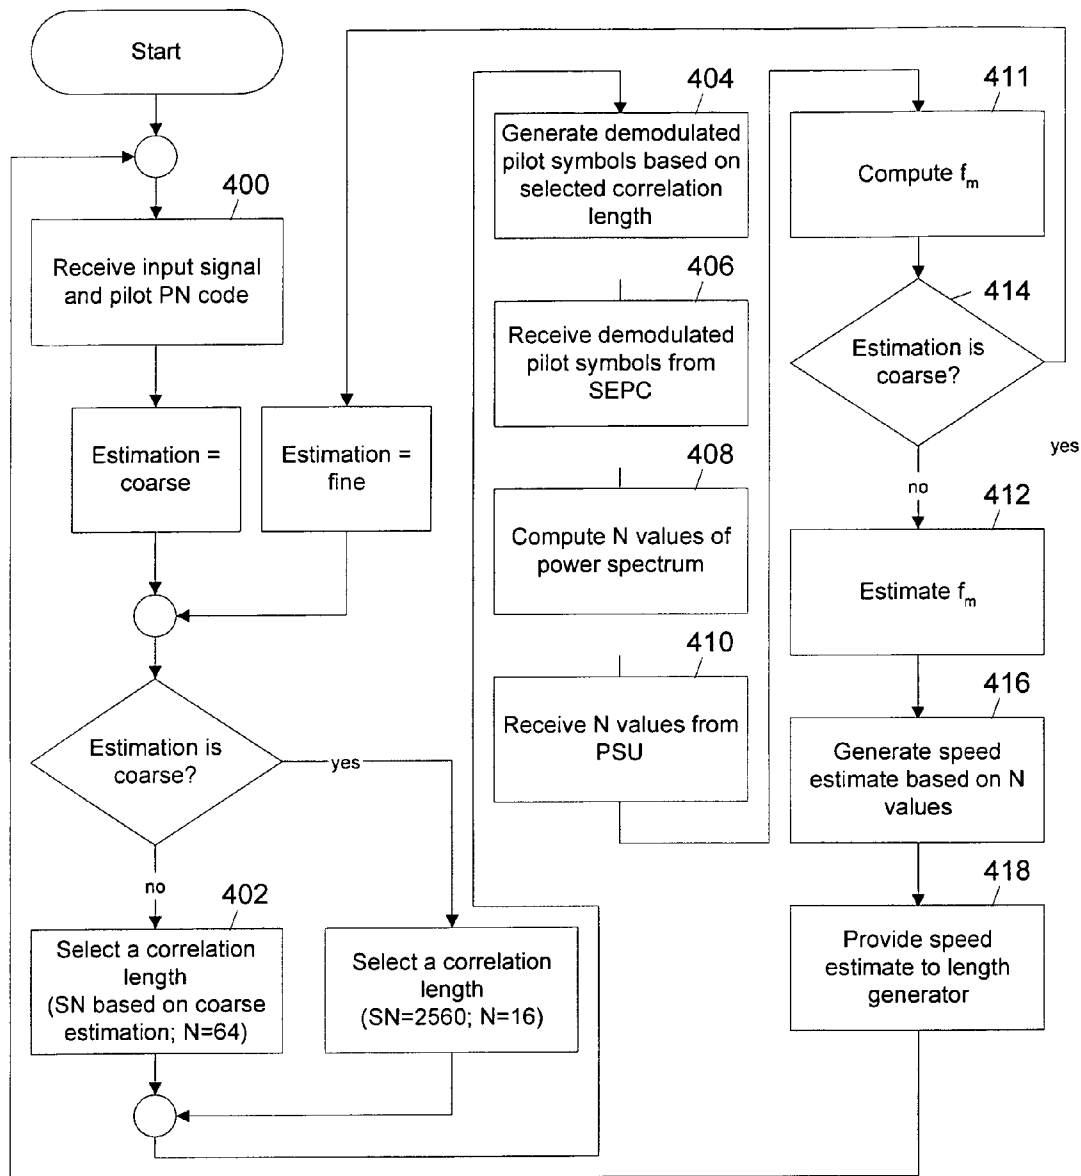 Start
400
Receive input signal
and pilot PN code
Estimation =
coarse
Estimation =
fine
Estimation is
coarse?
yes
no
402
Select a correlation
length
(SN based on coarse
estimation; N=64)
Select a correlation
length
(SN=2560; N=16)
404
Generate demodulated
pilot symbols based on
selected correlation
length
406
Receive demodulated
pilot symbols from
SEPC
408
Compute N values of
power spectrum
410
Receive N values from
PSU
411
Compute fm
414
Estimation is
coarse?
yes
no
412
Estimate fm
416
Generate speed
estimate based on N
values
418
Provide speed
estimate to length
generator